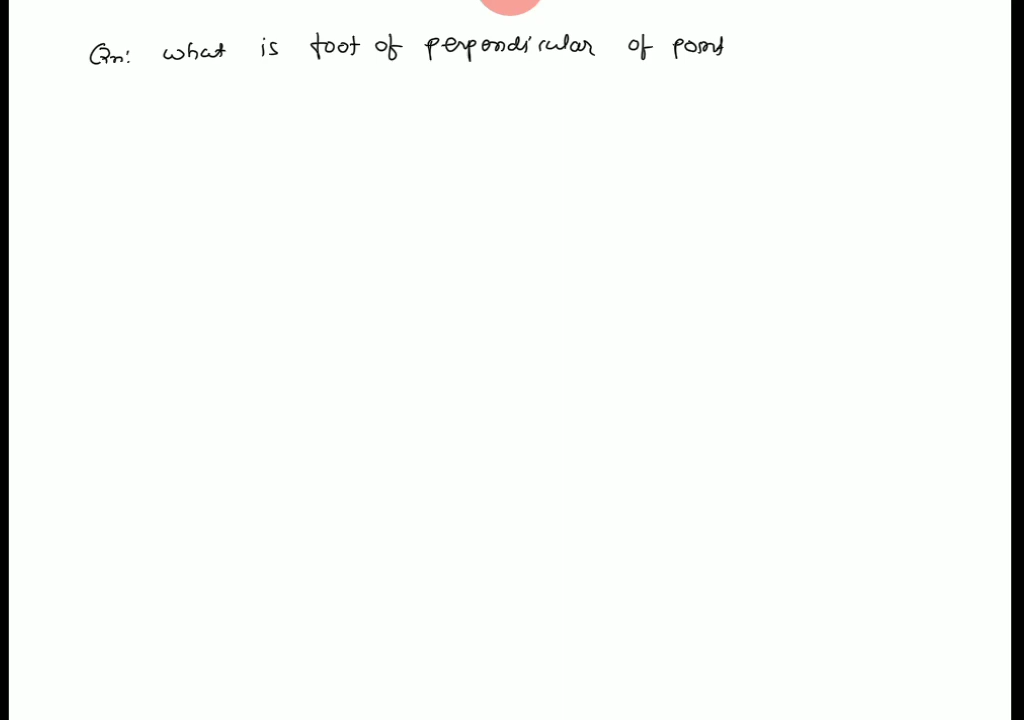 Qn: what is foot of perpendicular of point